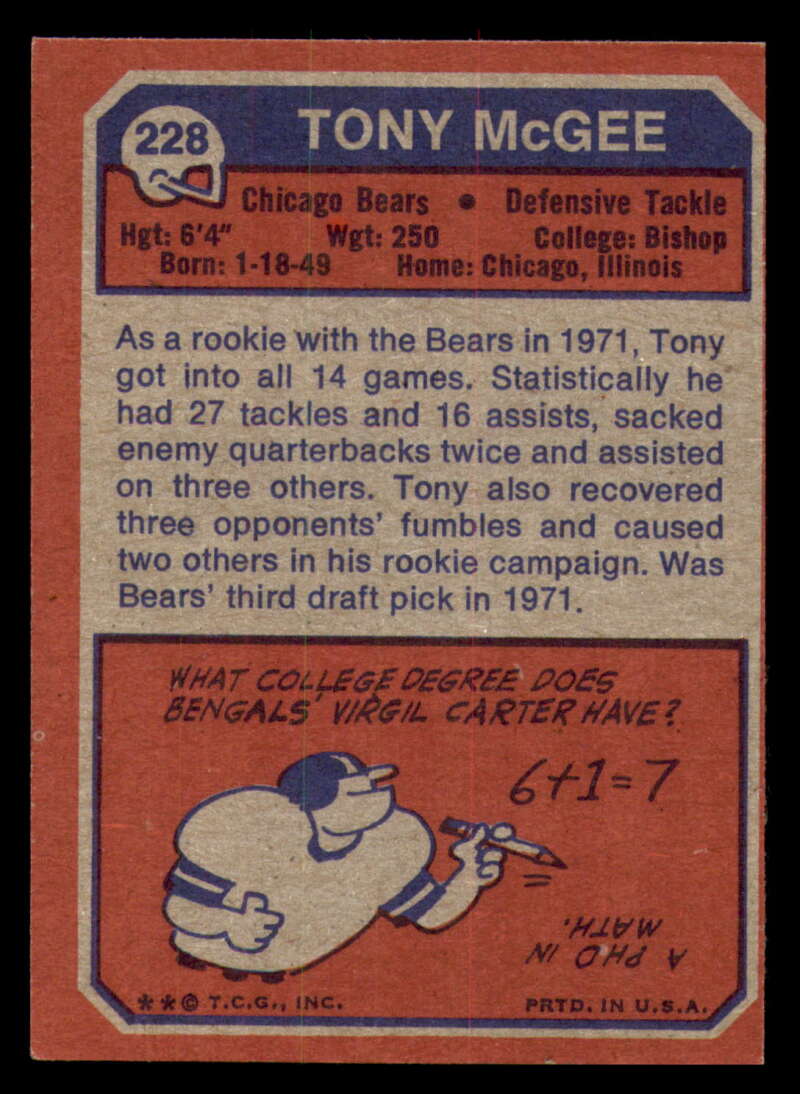 228
TONY McGEE
Chicago Bears • Defensive Tackle
Hgt: 6'4" Wgt: 250 College: Bishop
Born: 1-18-49 Home: Chicago, Illinois
As a rookie with the Bears in 1971, Tony
got into all 14 games. Statistically he
had 27 tackles and 16 assists, sacked
enemy quarterbacks twice and assisted
on three others. Tony also recovered
three opponents' fumbles and caused
two others in his rookie campaign. Was
Bears' third draft pick in 1971.
WHAT COLLEGE DEGREE DOES
BENGALS' VIRGIL CARTER HAVE?
6+1=7
A PHD IN
MATH.
**© T.C.G., INC. PRTD. IN U.S.A.